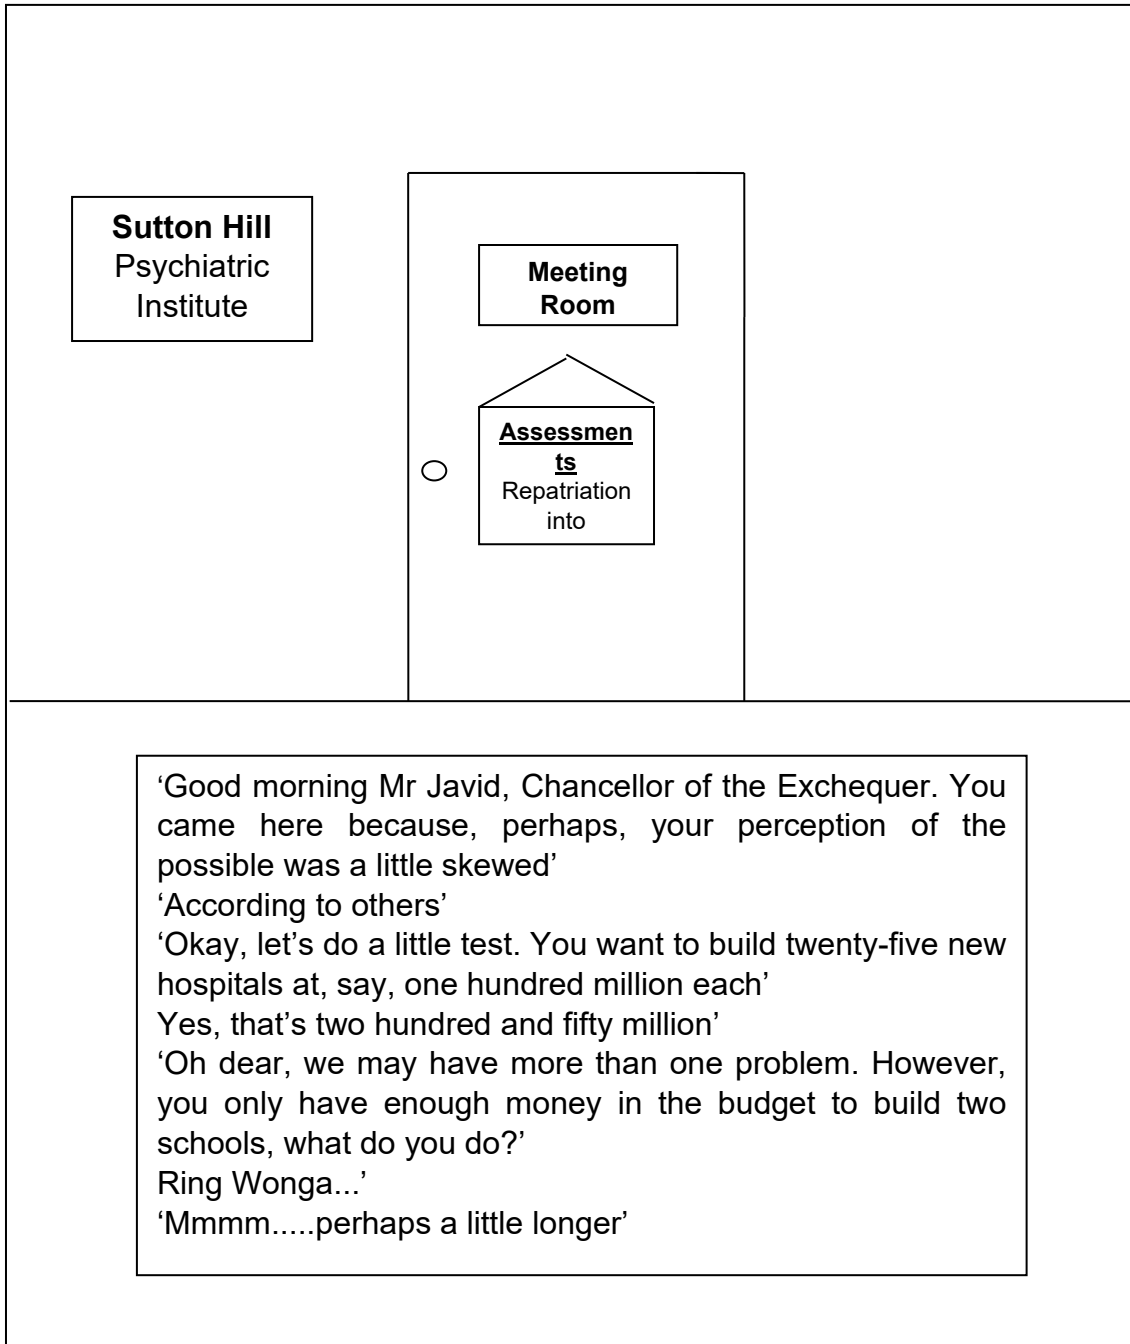 Sutton Hill
Psychiatric
Institute
Meeting
Room
Assessmen
ts
Repatriation
into
‘Good morning Mr Javid, Chancellor of the Exchequer. You
came here because, perhaps, your perception of the
possible was a little skewed’
‘According to others’
‘Okay, let’s do a little test. You want to build twenty-five new
hospitals at, say, one hundred million each’
Yes, that’s two hundred and fifty million’
‘Oh dear, we may have more than one problem. However,
you only have enough money in the budget to build two
schools, what do you do?’
Ring Wonga...’
‘Mmmm.....perhaps a little longer’